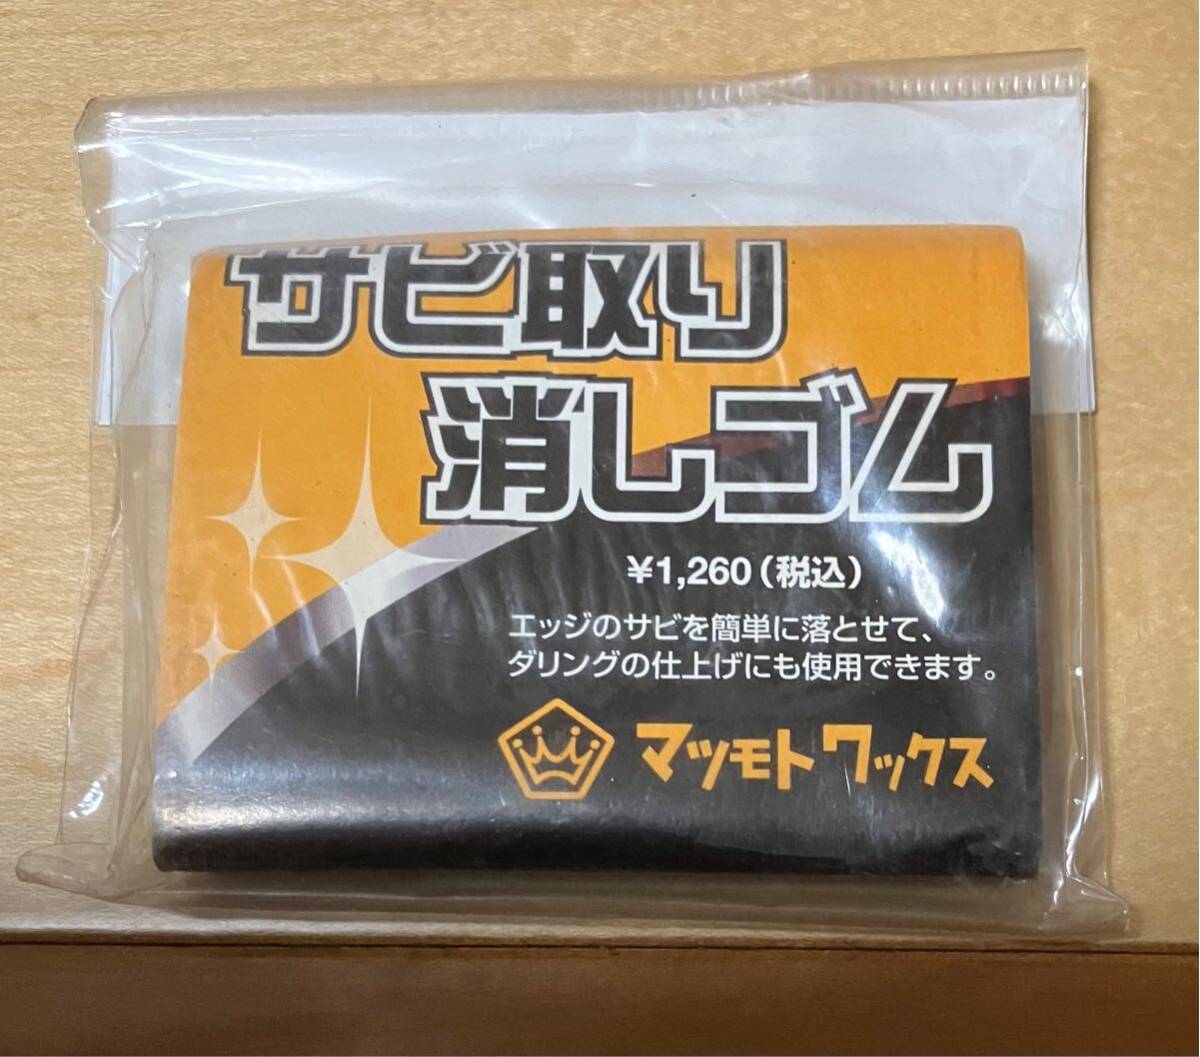 サビ取り
消しゴム
¥1,260（税込）
エッジのサビを簡単に落とせて、
ダリングの仕上げにも使用できます。
マツモトワックス